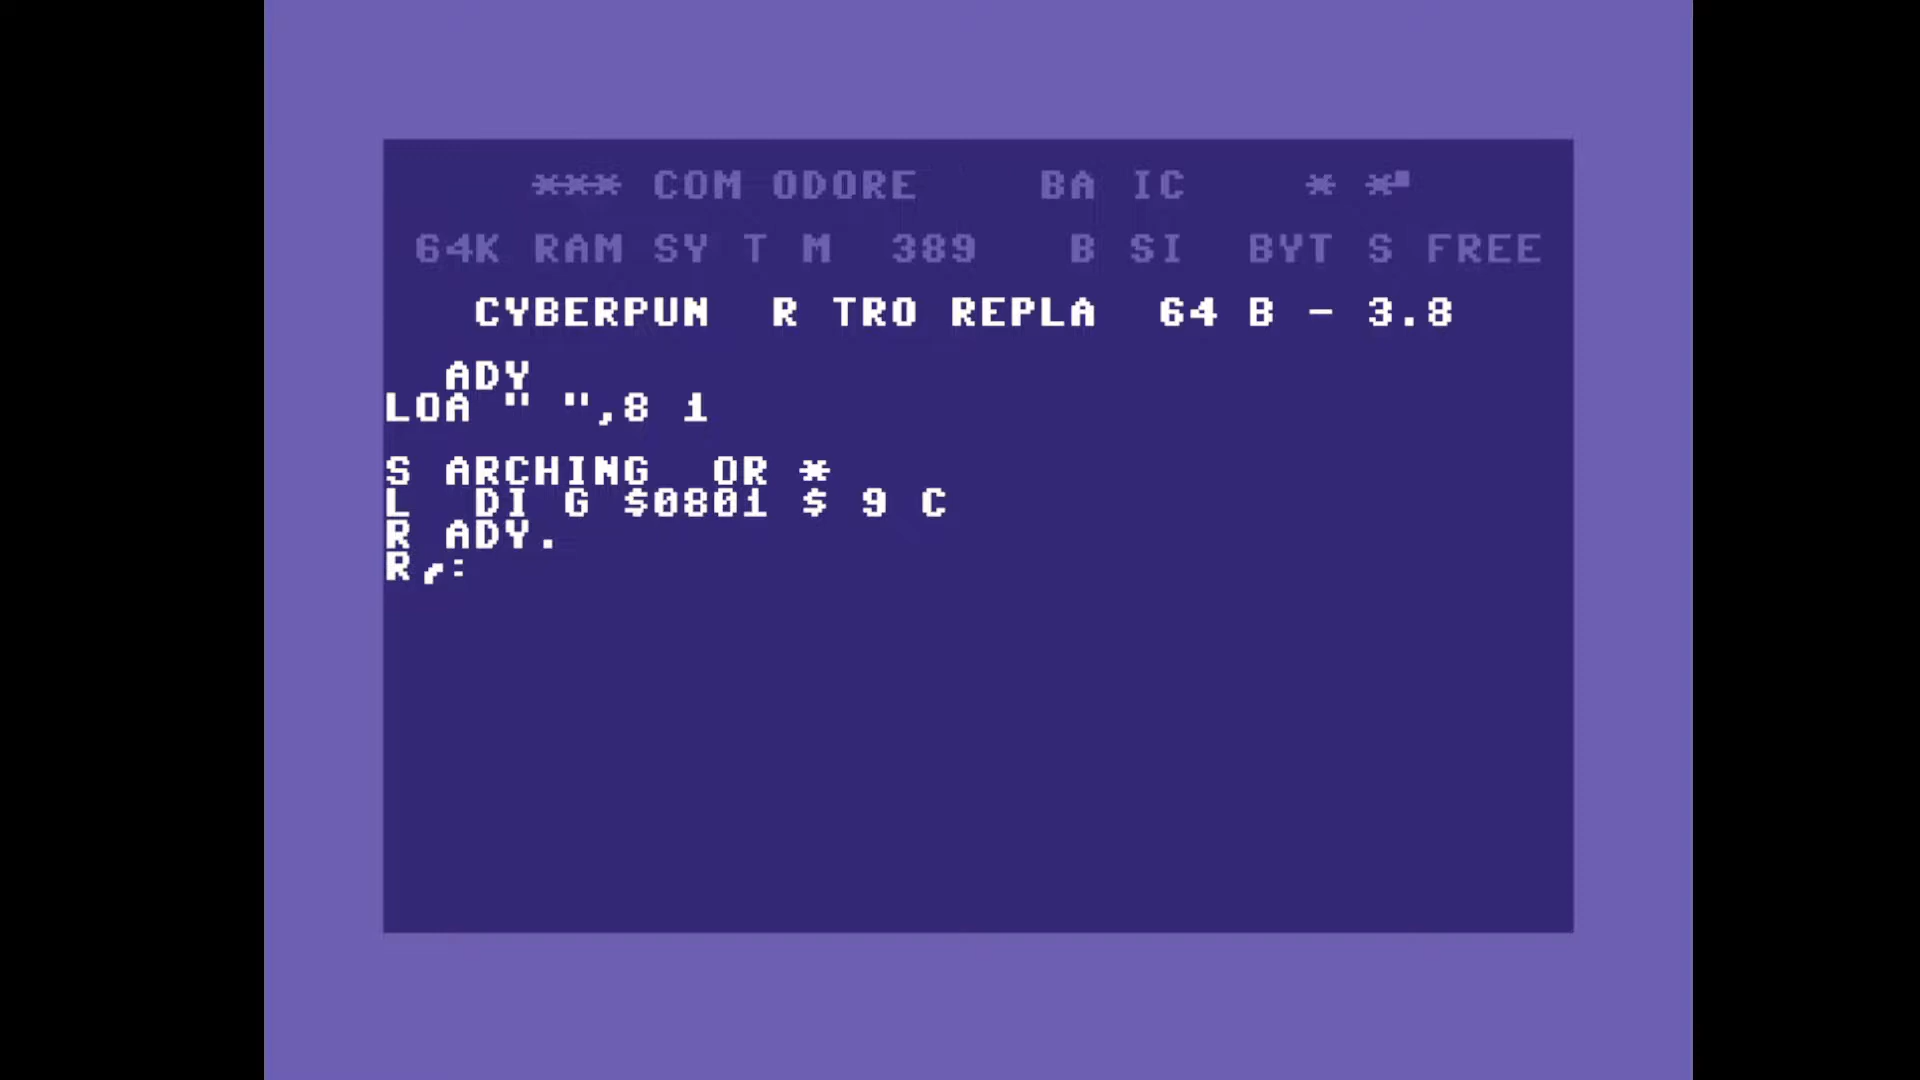 *** COM ODORE    BA IC    * *▝
64K RAM SY T M  389   B SI  BYT S FREE
CYBERPUN  R TRO REPLA  64 B - 3.8
ADY
LOA " ",8 1
S ARCHING  OR *
L  DI G $0801 $ 9 C
R ADY.
R :